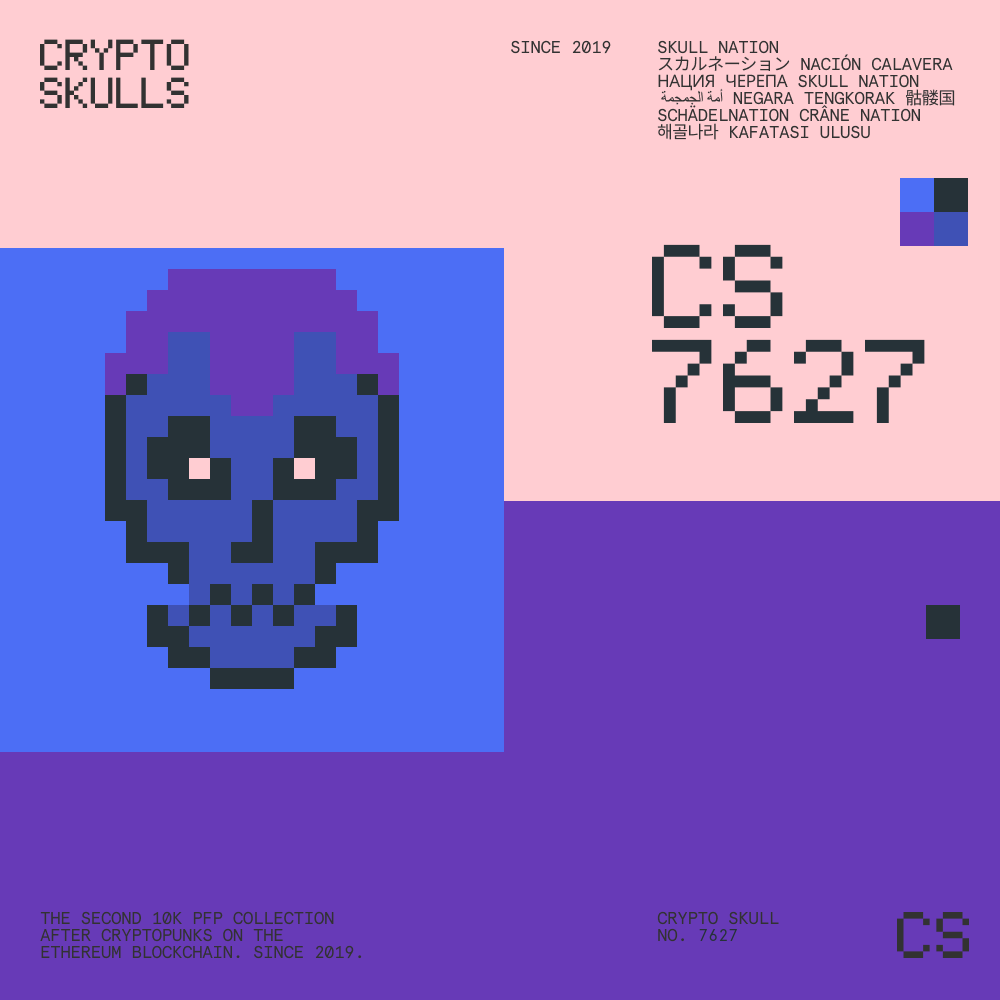 CRYPTO
SKULLS
SINCE 2019
SKULL NATION
スカルネーション NACIÓN CALAVERA
НАЦИЯ ЧЕРЕПА SKULL NATION
أمة الجمجمة NEGARA TENGKORAK 骷髅国
SCHÄDELNATION CRÂNE NATION
해골나라 KAFATASI ULUSU
CS
7627
THE SECOND 10K PFP COLLECTION
AFTER CRYPTOPUNKS ON THE
ETHEREUM BLOCKCHAIN. SINCE 2019.
CRYPTO SKULL
NO. 7627
CS